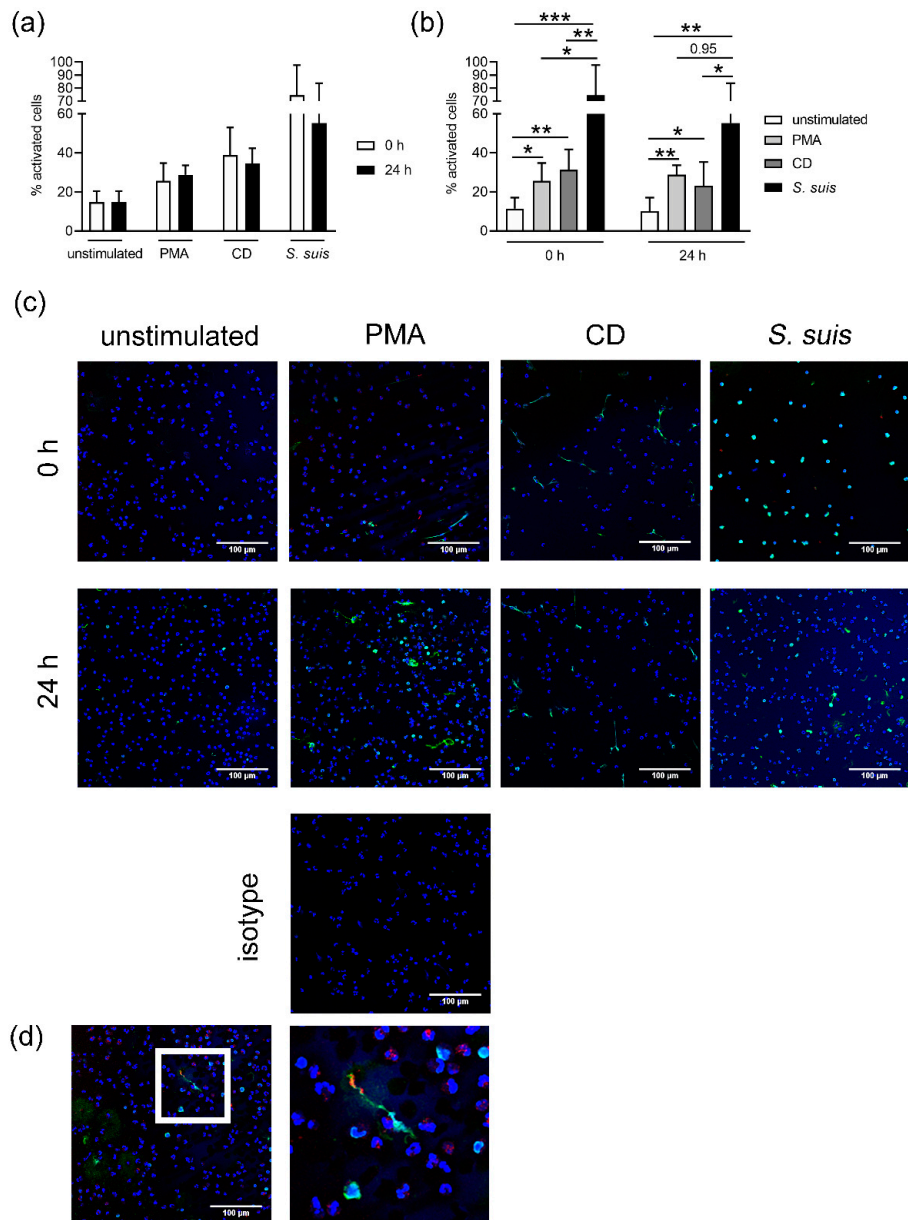 (a)
% activated cells
100
90
80
70
60
40
20
0
0 h
24 h
unstimulated PMA CD S. suis
(b)
% activated cells
100
90
80
70
60
40
20
0
*** ** *
** *
** 0.95 *
* **
unstimulated
PMA
CD
S. suis
0 h 24 h
(c)
unstimulated PMA CD S. suis
0 h
100 µm 100 µm 100 µm 100 µm
24 h
100 µm 100 µm 100 µm 100 µm
isotype
100 µm
(d)
100 µm